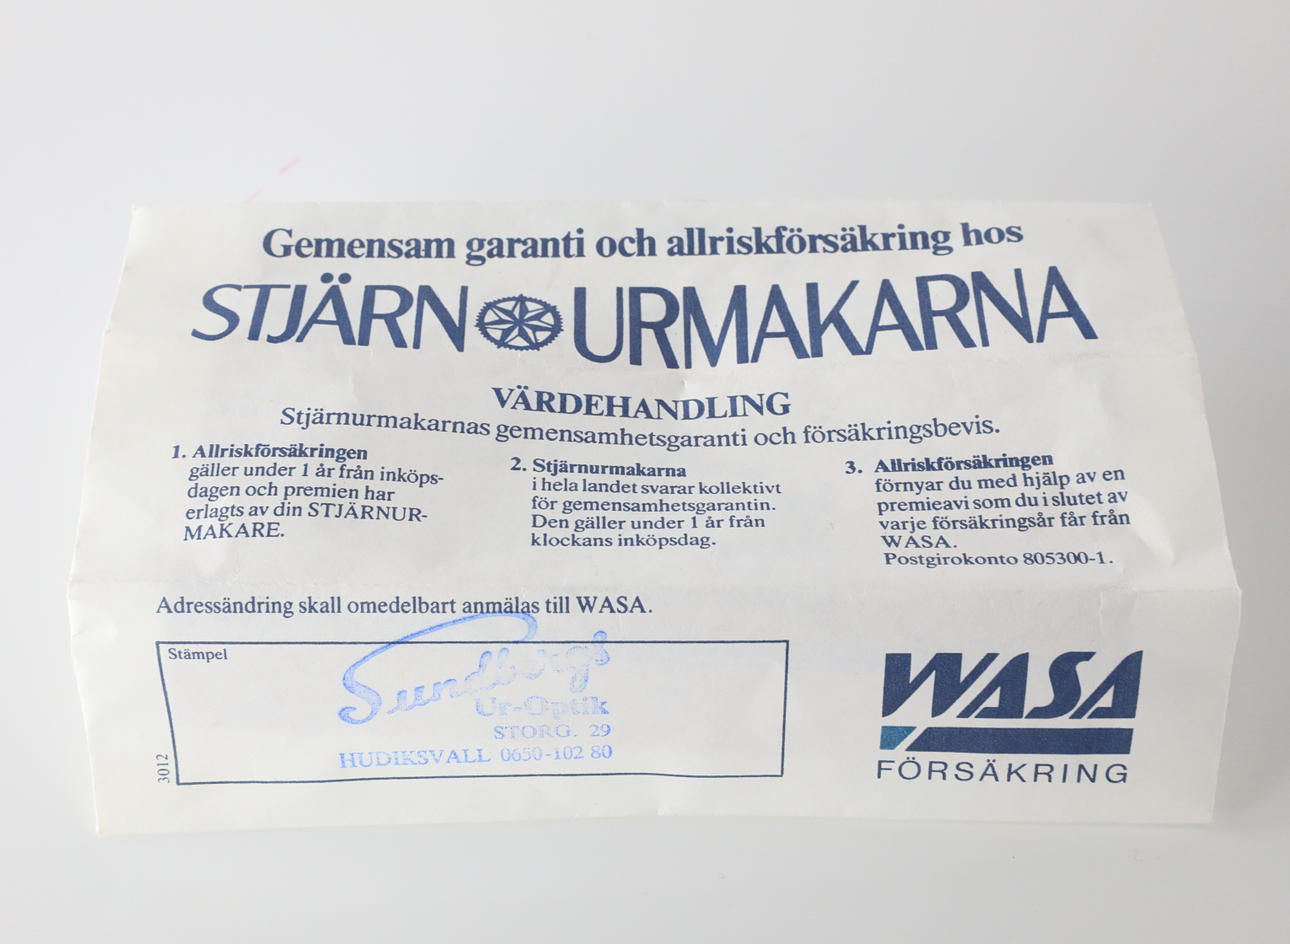 Gemensam garanti och allriskförsäkring hos
STJÄRN URMAKARNA
VÄRDEHANDLING
Stjärnurmakarnas gemensamhetsgaranti och försäkringsbevis.
1. Allriskförsäkringen
gäller under 1 år från inköps-
dagen och premien har
erlagts av din STJÄRNUR-
MAKARE.
2. Stjärnurmakarna
i hela landet svarar kollektivt
för gemensamhetsgarantin.
Den gäller under 1 år från
klockans inköpsdag.
3. Allriskförsäkringen
förnyar du med hjälp av en
premieavi som du i slutet av
varje försäkringsår får från
WASA.
Postgirokonto 805300-1.
Adressändring skall omedelbart anmälas till WASA.
Stämpel
Sundbergs
Ur-Optik
STORG. 29
HUDIKSVALL 0650-102 80
3012
WASA
FÖRSÄKRING